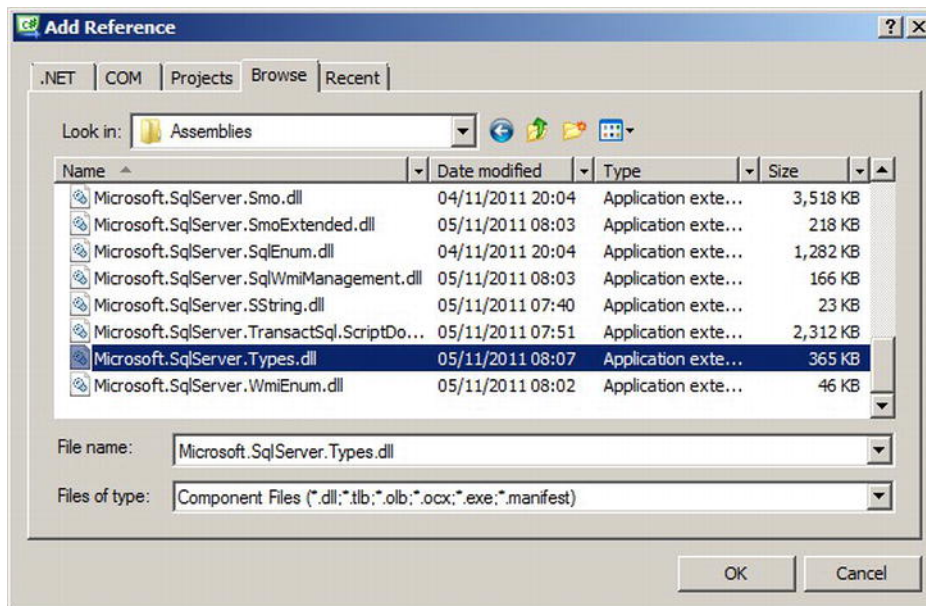 C# Add Reference
.NET COM Projects Browse Recent
Look in: Assemblies
Name Date modified Type Size
Microsoft.SqlServer.Smo.dll 04/11/2011 20:04 Application exte... 3,518 KB
Microsoft.SqlServer.SmoExtended.dll 05/11/2011 08:03 Application exte... 218 KB
Microsoft.SqlServer.SqlEnum.dll 04/11/2011 20:04 Application exte... 1,282 KB
Microsoft.SqlServer.SqlWmiManagement.dll 05/11/2011 08:03 Application exte... 166 KB
Microsoft.SqlServer.SString.dll 05/11/2011 07:40 Application exte... 23 KB
Microsoft.SqlServer.TransactSql.ScriptDo... 05/11/2011 07:51 Application exte... 2,312 KB
Microsoft.SqlServer.Types.dll 05/11/2011 08:07 Application exte... 365 KB
Microsoft.SqlServer.WmiEnum.dll 05/11/2011 08:02 Application exte... 46 KB
File name: Microsoft.SqlServer.Types.dll
Files of type: Component Files (*.dll;*.tlb;*.olb;*.ocx;*.exe;*.manifest)
OK Cancel